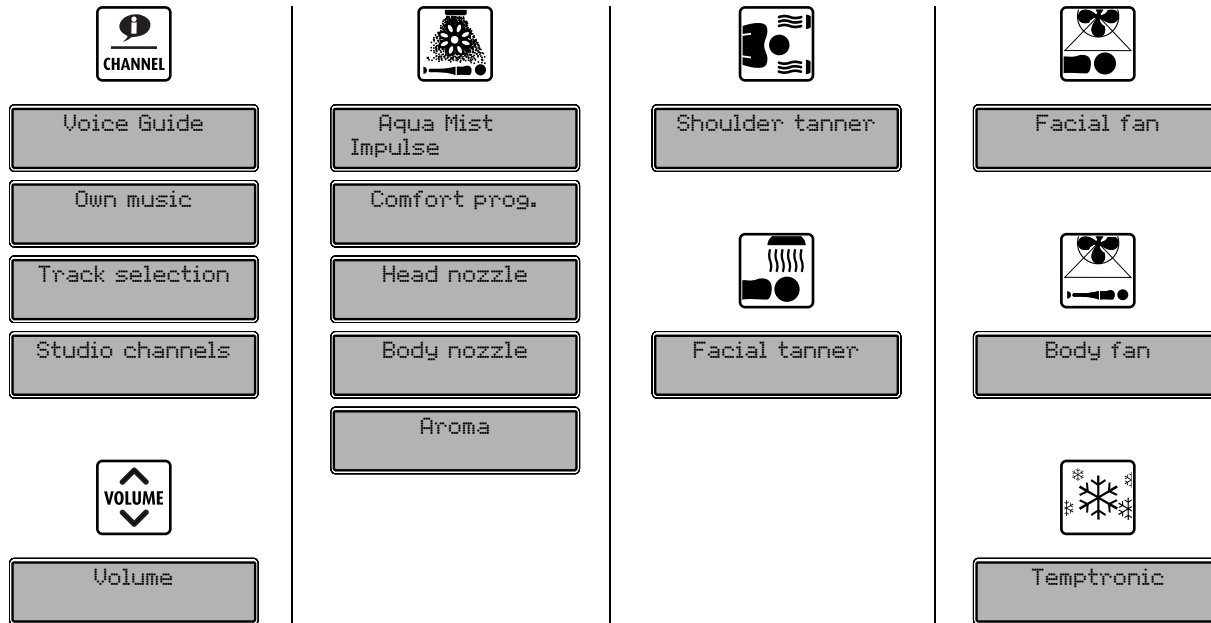 CHANNEL
Voice Guide
Own music
Track selection
Studio channels
VOLUME
Volume
Aqua Mist
Impulse
Comfort prog.
Head nozzle
Body nozzle
Aroma
Shoulder tanner
Facial tanner
Facial fan
Body fan
Temptronic